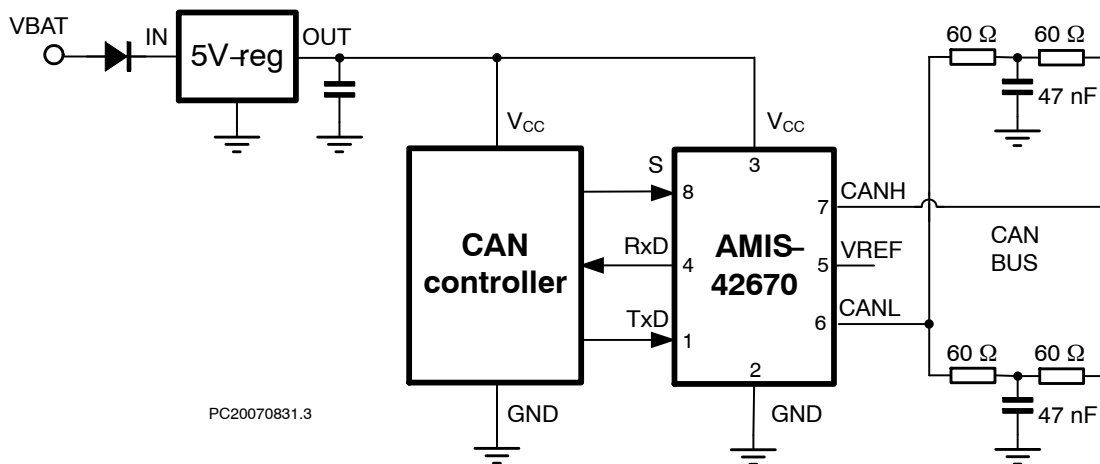 VBAT
IN
5V-reg
OUT
60 Ω
60 Ω
47 nF
VCC
VCC
CAN
controller
S
RxD
TxD
GND
AMIS-
42670
3
8
4
1
2
7
5
6
GND
CANH
VREF
CANL
CAN
BUS
60 Ω
60 Ω
47 nF
PC20070831.3